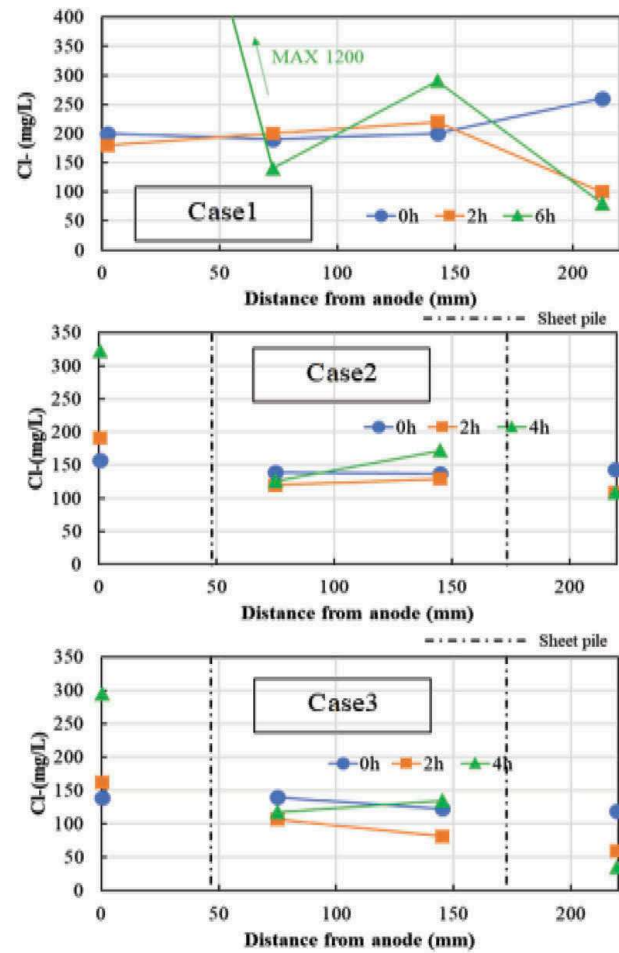 400
350
300
250
200
150
100
50
0
Cl- (mg/L)
MAX 1200
Case1
0h 2h 6h
0 50 100 150 200
Distance from anode (mm)
Sheet pile
350
300
250
200
150
100
50
0
Cl-(mg/L)
Case2
0h 2h 4h
0 50 100 150 200
Distance from anode (mm)
Sheet pile
350
300
250
200
150
100
50
0
Cl-(mg/L)
Case3
0h 2h 4h
0 50 100 150 200
Distance from anode (mm)